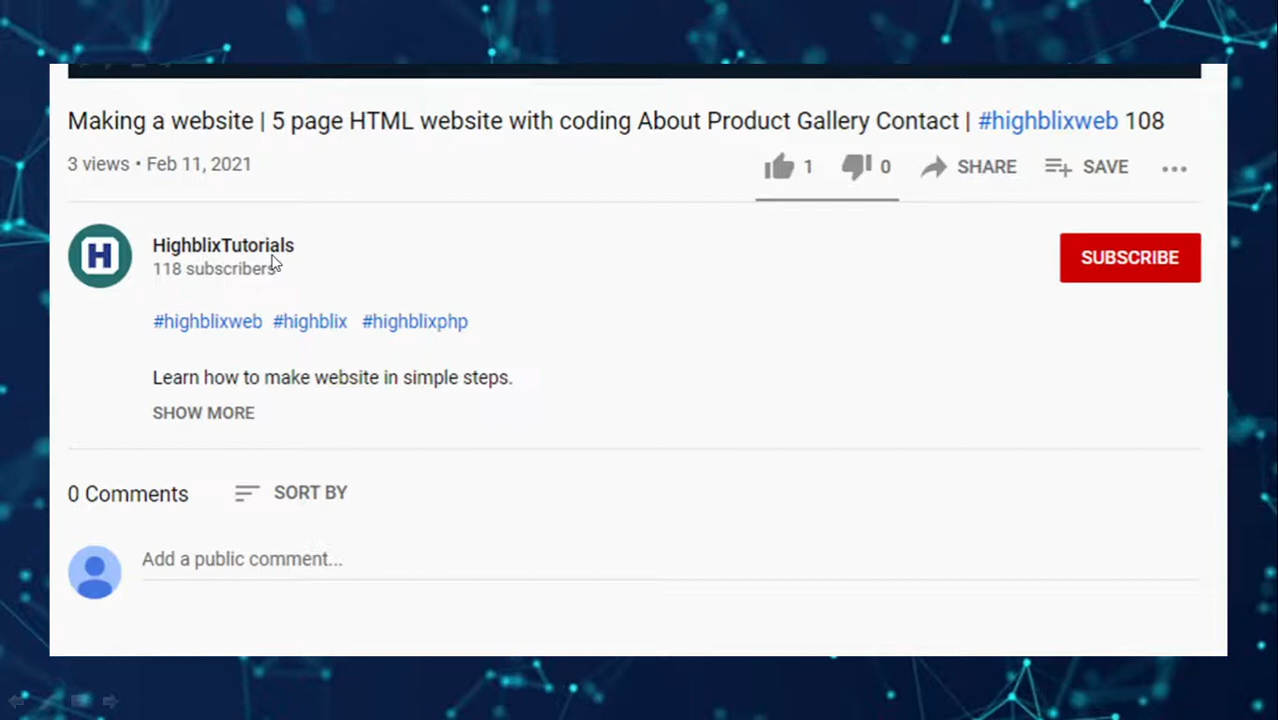 Making a website | 5 page HTML website with coding About Product Gallery Contact | #highblixweb 108
3 views • Feb 11, 2021
1 0 SHARE SAVE
H
HighblixTutorials
118 subscribers
SUBSCRIBE
#highblixweb #highblix #highblixphp
Learn how to make website in simple steps.
SHOW MORE
0 Comments SORT BY
Add a public comment...